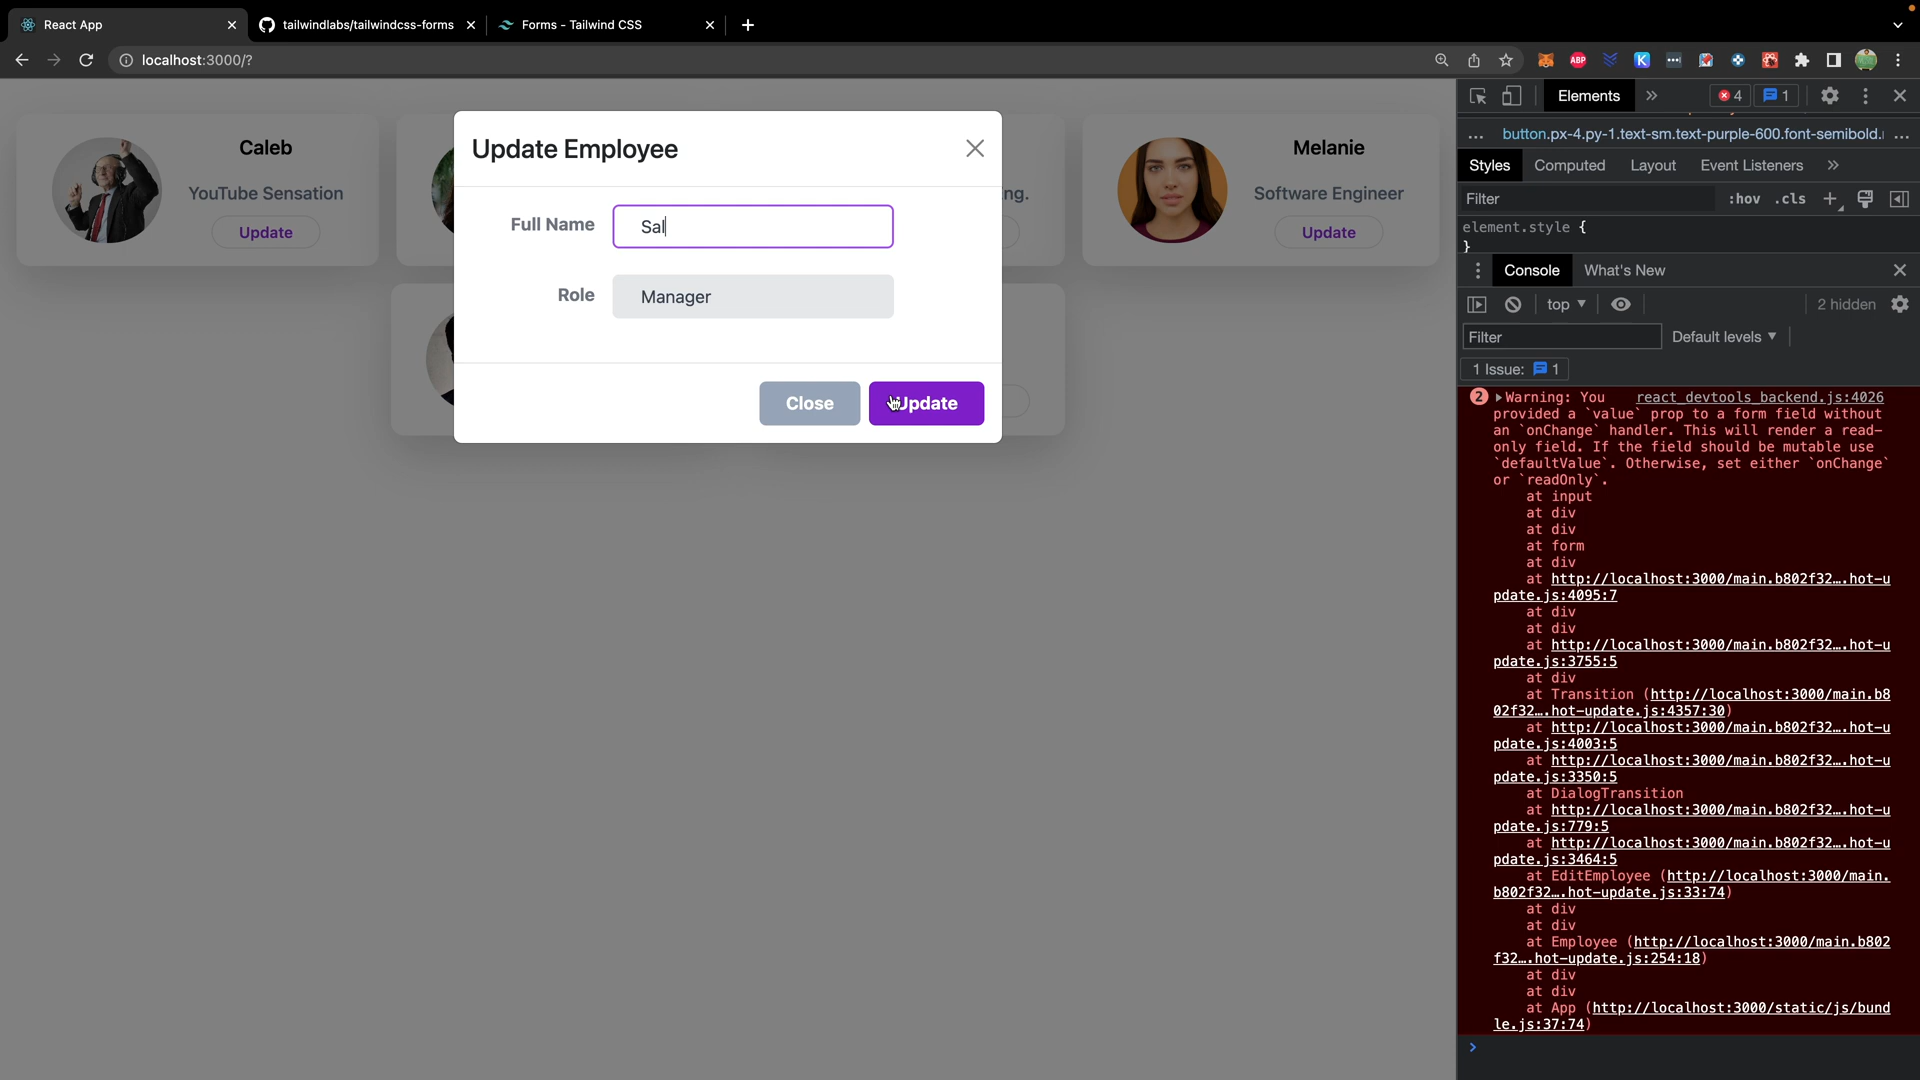 React App
tailwindlabs/tailwindcss-forms
Forms - Tailwind CSS
localhost:3000/?
ABP
K
Elements
4
1
... button.px-4.py-1.text-sm.text-purple-600.font-semibold. ...
Styles
Computed
Layout
Event Listeners
Filter
:hov
.cls
element.style {
}
Console
What's New
top
2 hidden
Filter
Default levels
1 Issue: 1
2
Warning: You react_devtools_backend.js:4026
provided a `value` prop to a form field without
an `onChange` handler. This will render a read-
only field. If the field should be mutable use
`defaultValue`. Otherwise, set either `onChange`
or `readOnly`.
at input
at div
at div
at form
at div
at http://localhost:3000/main.b802f32….hot-u
pdate.js:4095:7
at div
at div
at http://localhost:3000/main.b802f32….hot-u
pdate.js:3755:5
at div
at Transition (http://localhost:3000/main.b8
02f32….hot-update.js:4357:30)
at http://localhost:3000/main.b802f32….hot-u
pdate.js:4003:5
at http://localhost:3000/main.b802f32….hot-u
pdate.js:3350:5
at DialogTransition
at http://localhost:3000/main.b802f32….hot-u
pdate.js:779:5
at http://localhost:3000/main.b802f32….hot-u
pdate.js:3464:5
at EditEmployee (http://localhost:3000/main.
b802f32….hot-update.js:33:74)
at div
at div
at Employee (http://localhost:3000/main.b802
f32….hot-update.js:254:18)
at div
at div
at App (http://localhost:3000/static/js/bund
le.js:37:74)
Caleb
YouTube Sensation
Update
ng.
Melanie
Software Engineer
Update
Update Employee
Full Name
Sal
Role
Manager
Close
Update